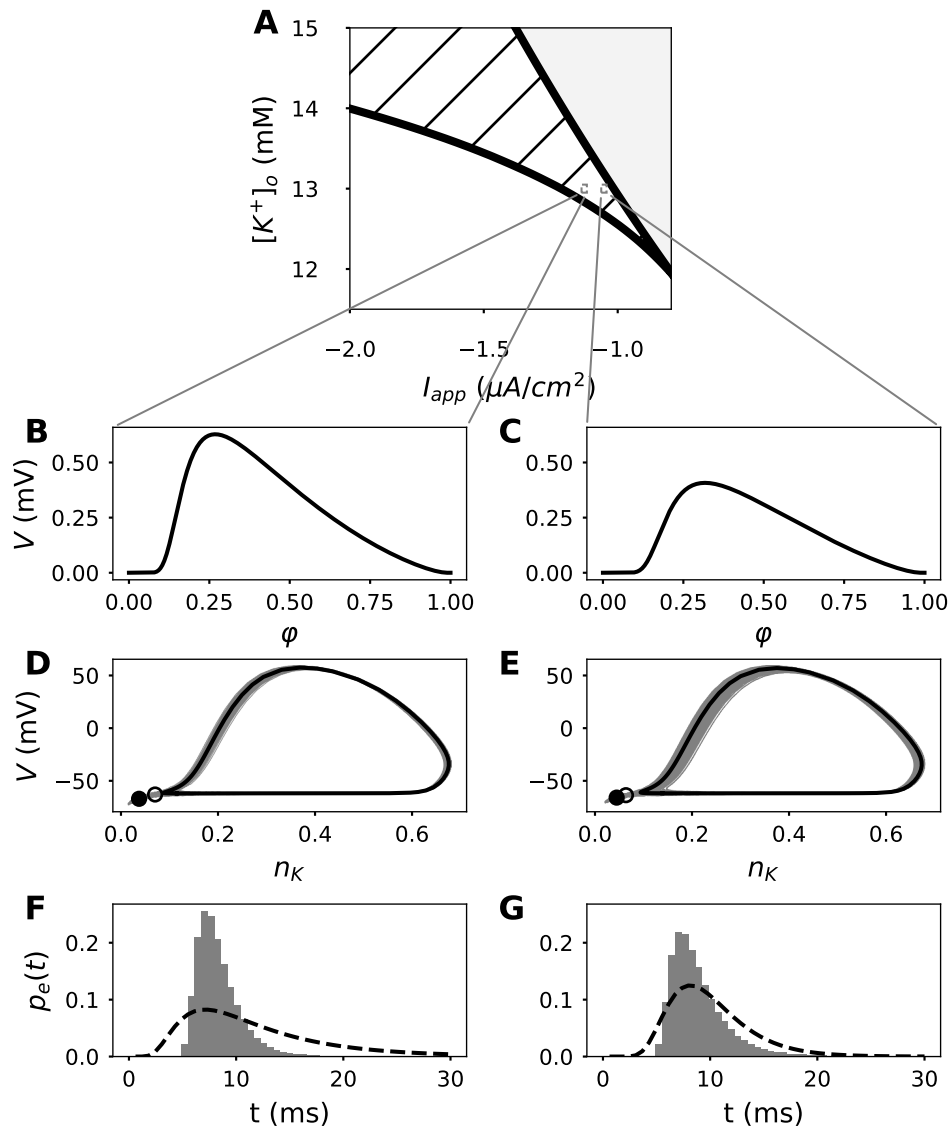 A
15
14
13
12
[K⁺]ₒ (mM)
−2.0 −1.5 −1.0
I_app (μA/cm²)
B
0.50
0.25
0.00
V (mV)
0.00 0.25 0.50 0.75 1.00
φ
C
0.50
0.25
0.00
0.00 0.25 0.50 0.75 1.00
φ
D
50
0
−50
V (mV)
0.0 0.2 0.4 0.6
n_K
E
50
0
−50
0.0 0.2 0.4 0.6
n_K
F
0.2
0.1
0.0
p_e(t)
0 10 20 30
t (ms)
G
0.2
0.1
0.0
0 10 20 30
t (ms)